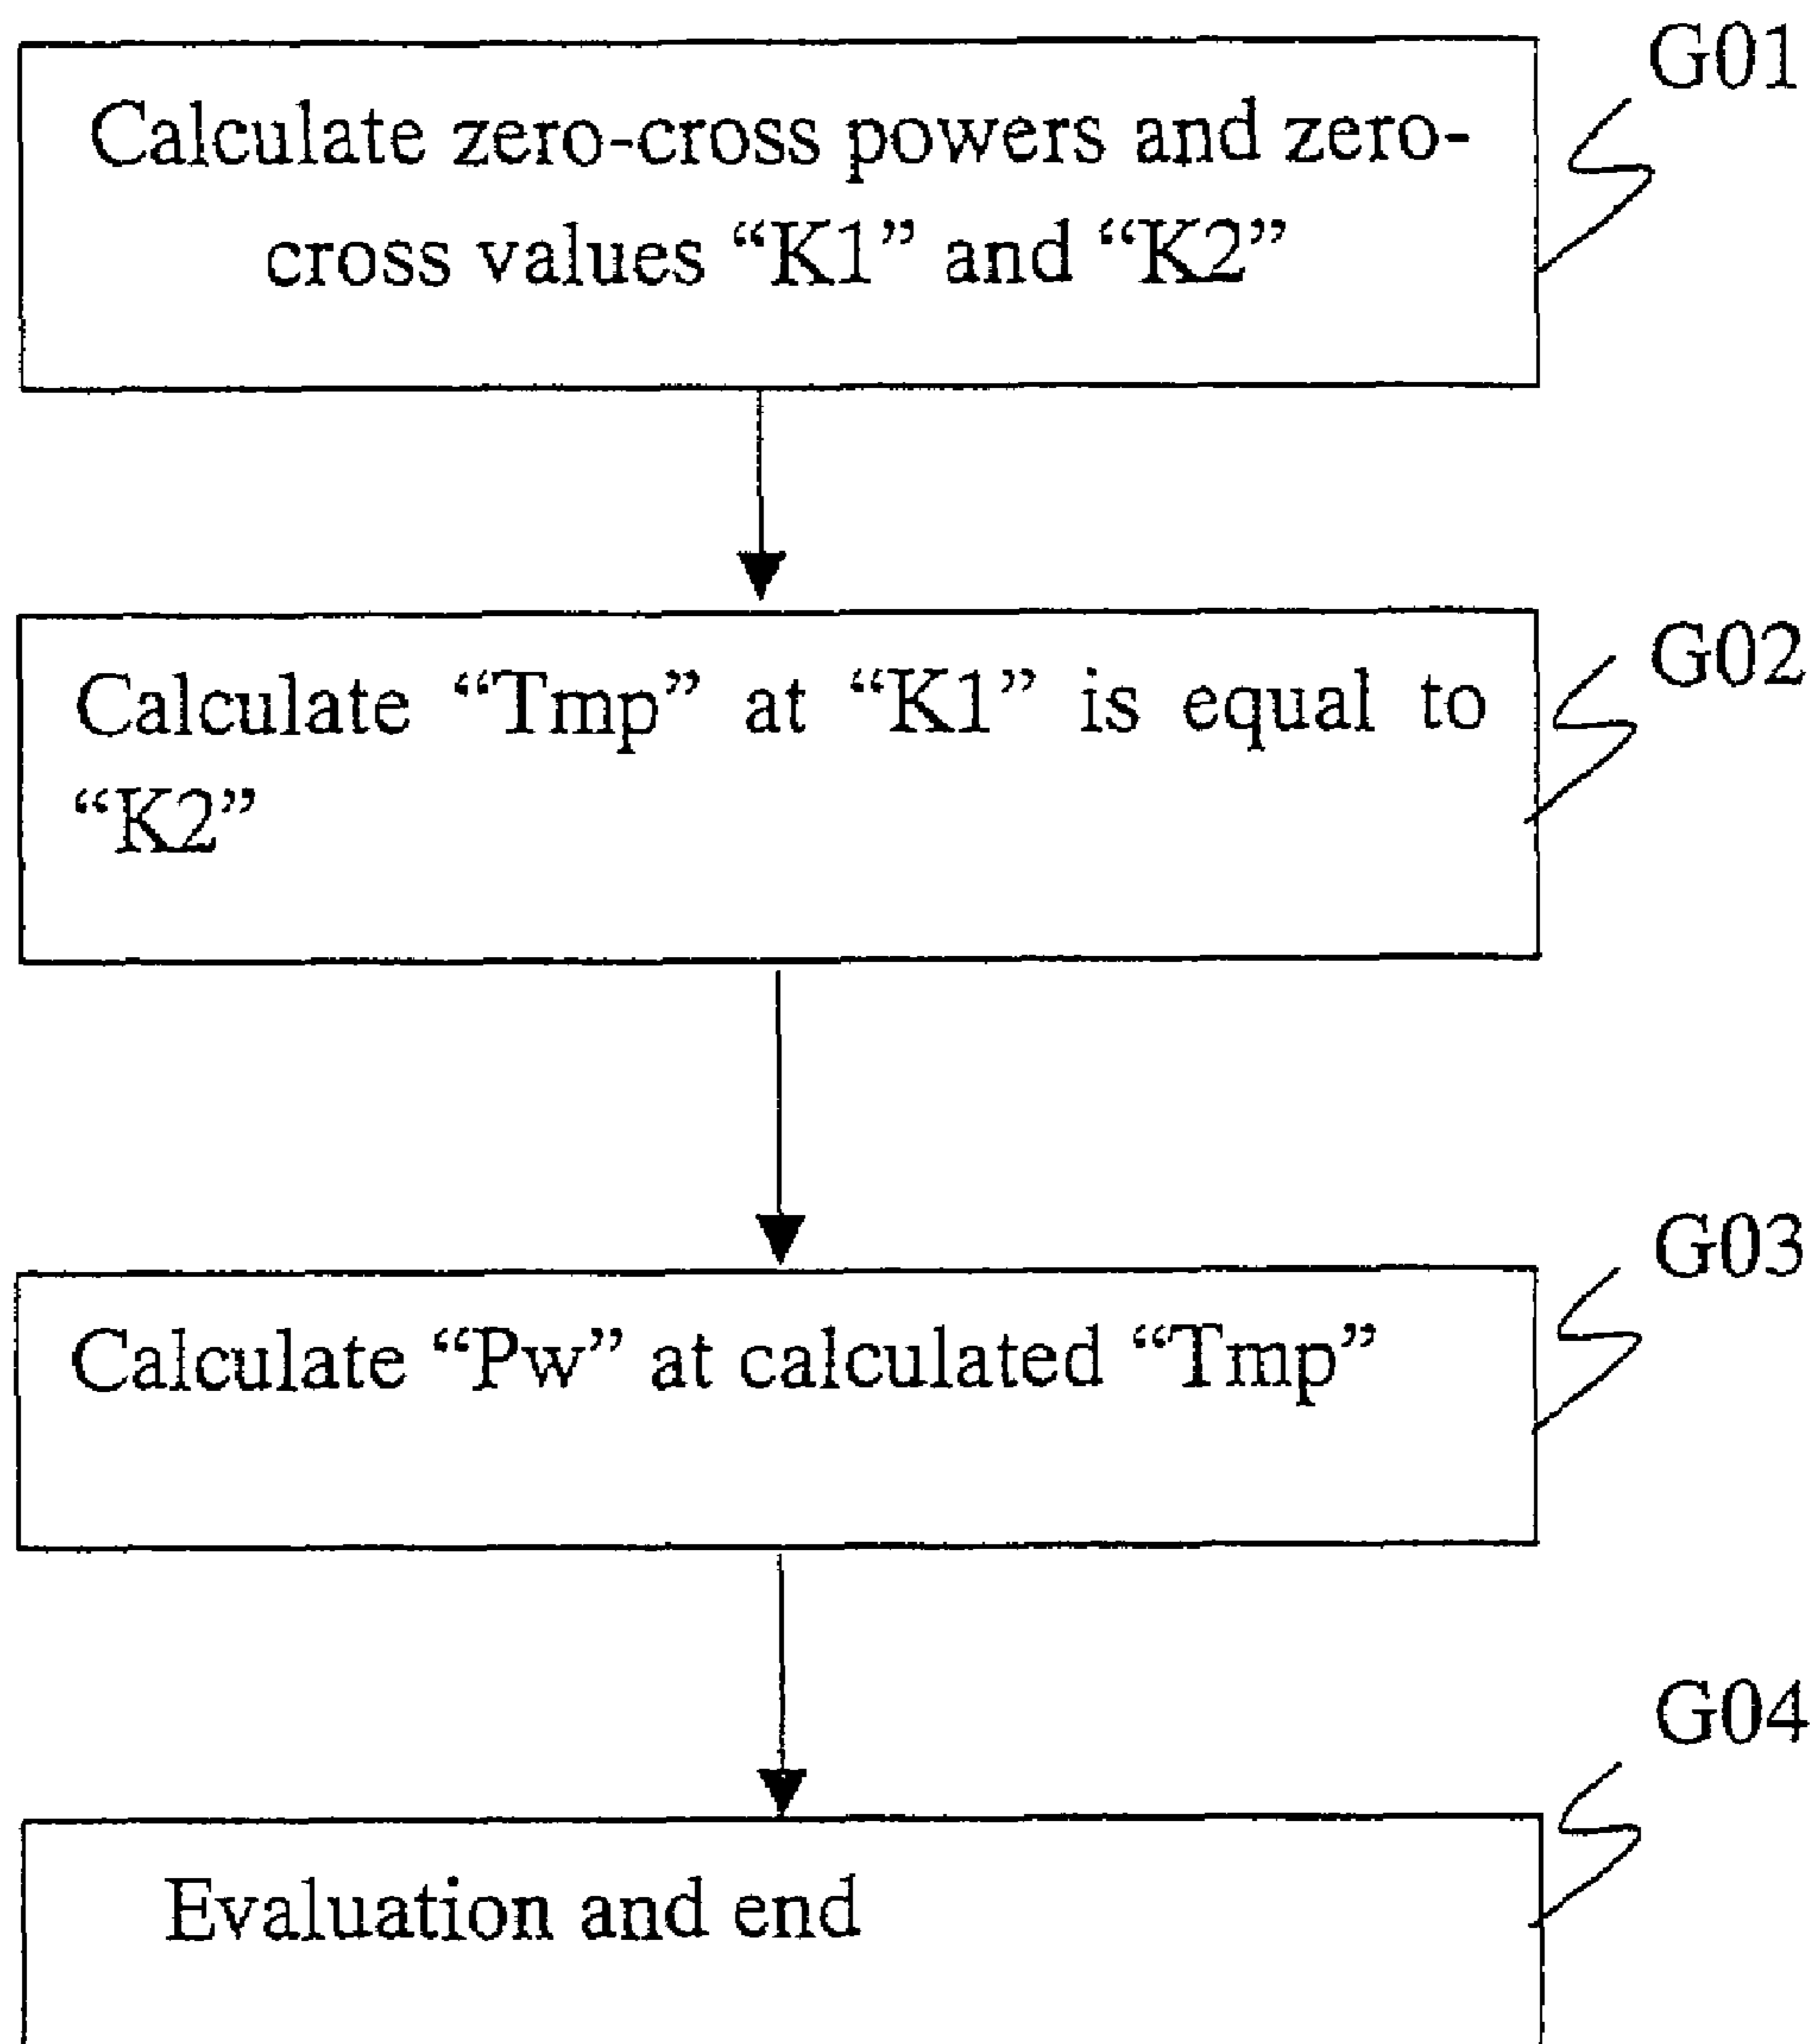 G01
Calculate zero-cross powers and zero-
cross values “K1” and “K2”
G02
Calculate “Tmp” at “K1” is equal to
“K2”
G03
Calculate “Pw” at calculated “Tmp”
G04
Evaluation and end